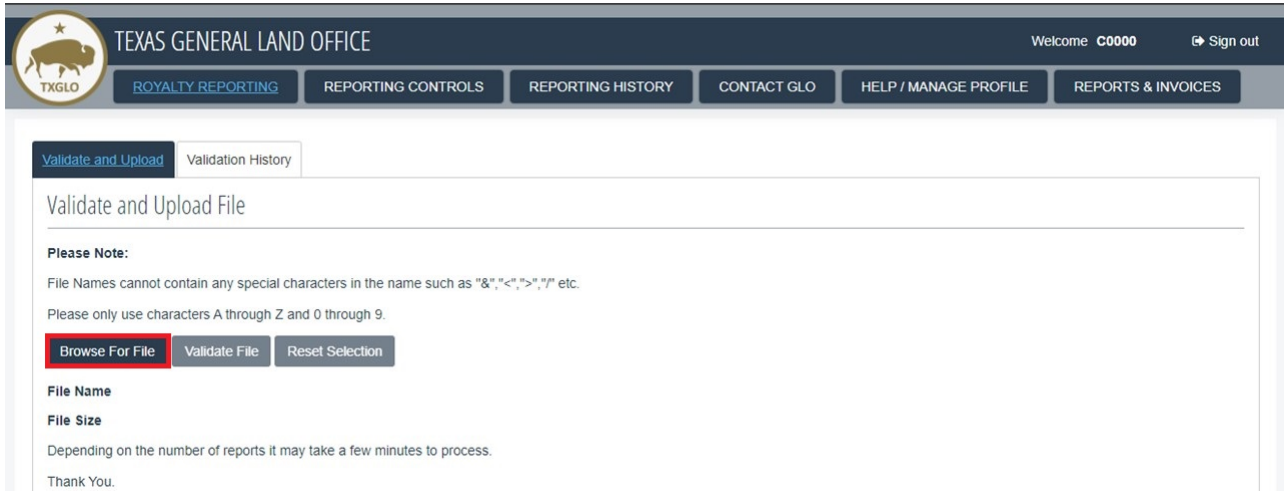 TEXAS GENERAL LAND OFFICE
Welcome C0000
Sign out
TXGLO
ROYALTY REPORTING
REPORTING CONTROLS
REPORTING HISTORY
CONTACT GLO
HELP / MANAGE PROFILE
REPORTS & INVOICES
Validate and Upload
Validation History
Validate and Upload File
Please Note:
File Names cannot contain any special characters in the name such as "&","<",">","/" etc.
Please only use characters A through Z and 0 through 9.
Browse For File
Validate File
Reset Selection
File Name
File Size
Depending on the number of reports it may take a few minutes to process.
Thank You.